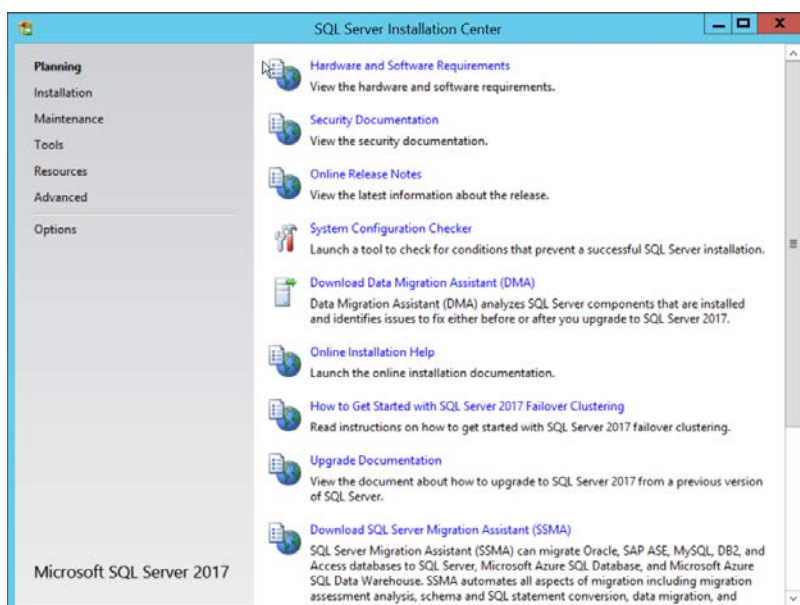 SQL Server Installation Center
Planning
Installation
Maintenance
Tools
Resources
Advanced
Options
Microsoft SQL Server 2017
Hardware and Software Requirements
View the hardware and software requirements.
Security Documentation
View the security documentation.
Online Release Notes
View the latest information about the release.
System Configuration Checker
Launch a tool to check for conditions that prevent a successful SQL Server installation.
Download Data Migration Assistant (DMA)
Data Migration Assistant (DMA) analyzes SQL Server components that are installed
and identifies issues to fix either before or after you upgrade to SQL Server 2017.
Online Installation Help
Launch the online installation documentation.
How to Get Started with SQL Server 2017 Failover Clustering
Read instructions on how to get started with SQL Server 2017 failover clustering.
Upgrade Documentation
View the document about how to upgrade to SQL Server 2017 from a previous version
of SQL Server.
Download SQL Server Migration Assistant (SSMA)
SQL Server Migration Assistant (SSMA) can migrate Oracle, SAP ASE, MySQL, DB2, and
Access databases to SQL Server, Microsoft Azure SQL Database, and Microsoft Azure
SQL Data Warehouse. SSMA automates all aspects of migration including migration
assessment analysis, schema and SQL statement conversion, data migration, and